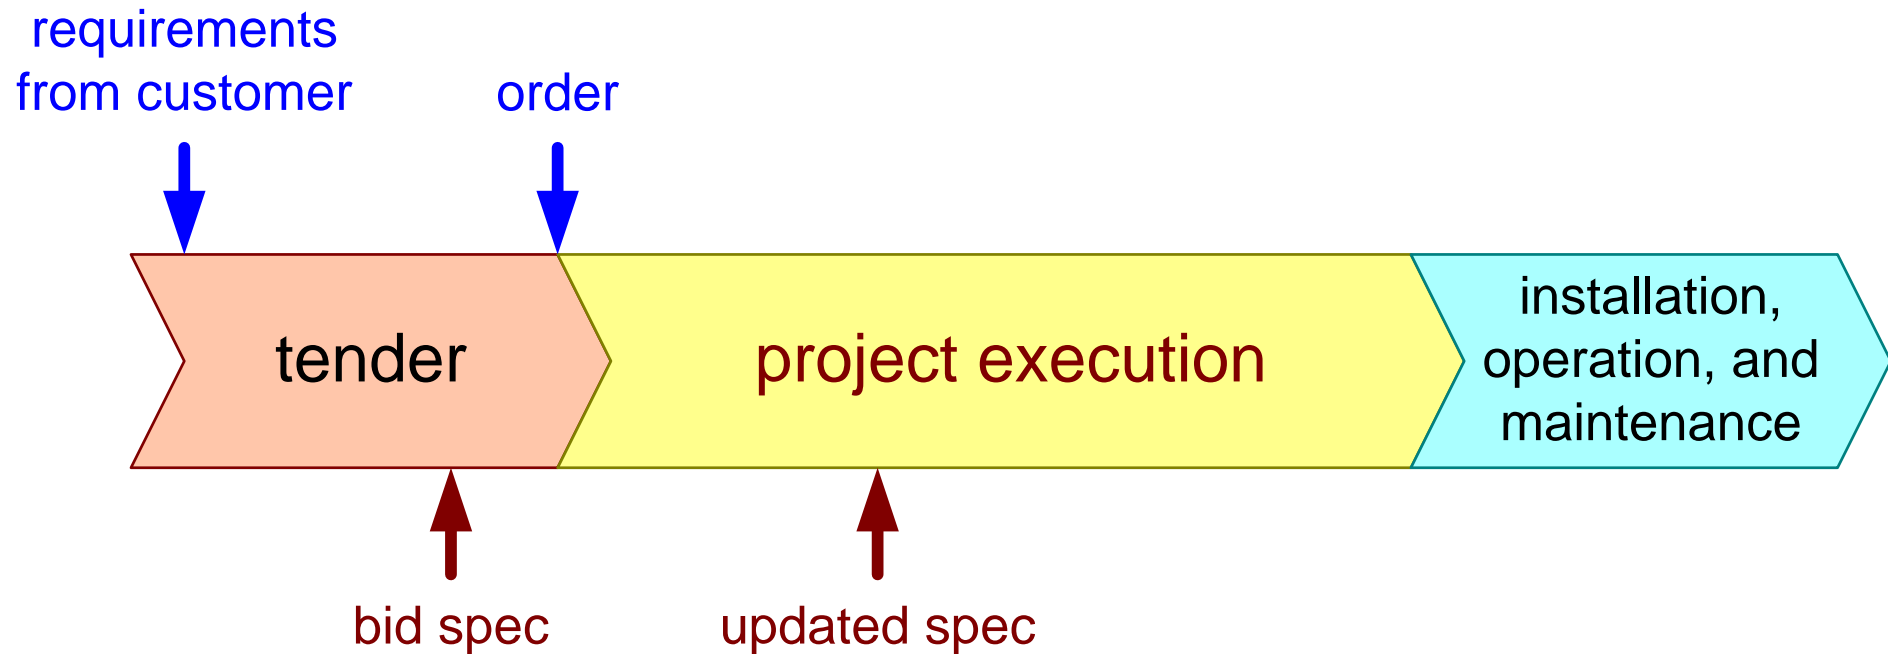 requirements
from customer
order
tender
project execution
installation,
operation, and
maintenance
bid spec
updated spec